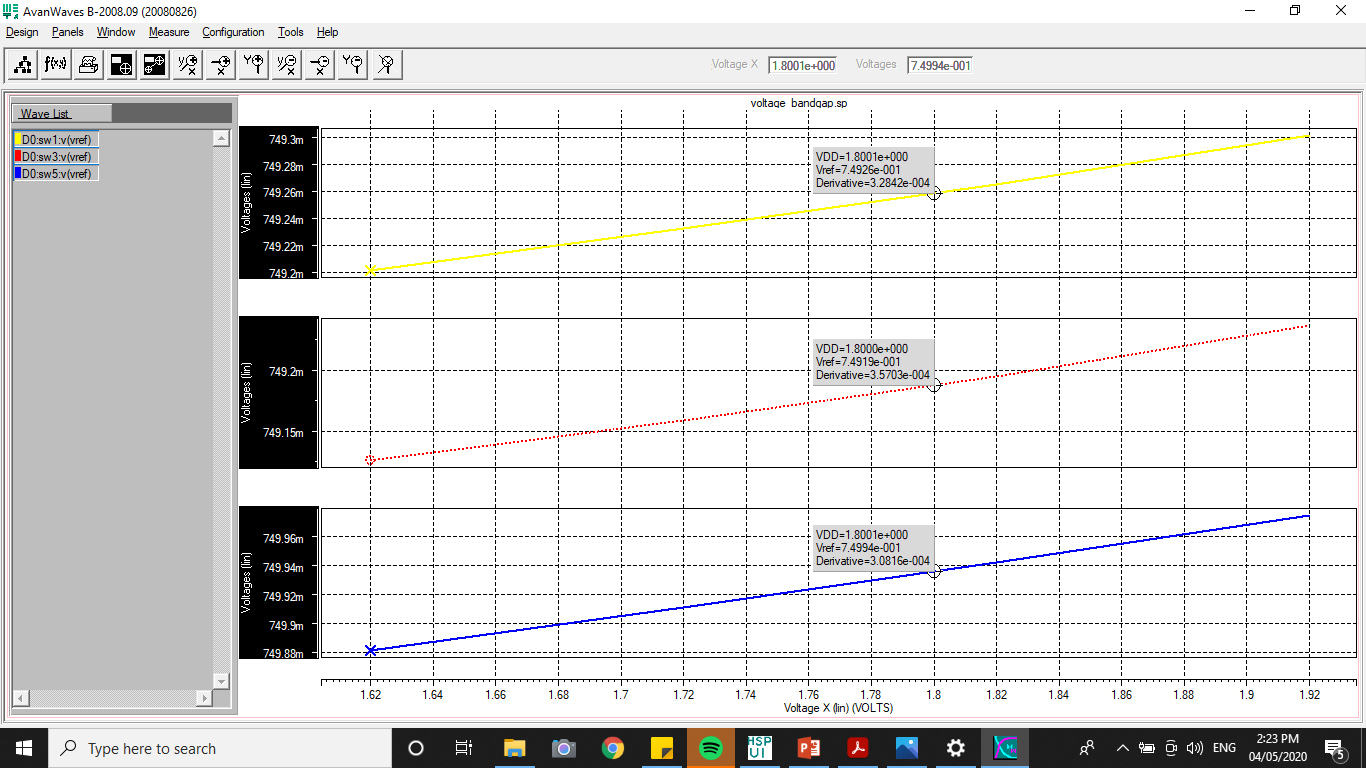 AvanWaves B-2008.09 (20080826)
Design Panels Window Measure Configuration Tools Help
f(x) Voltage X 1.8001e+000 Voltages 7.4994e-001
Wave List
D0:sw1:v(vref)
D0:sw3:v(vref)
D0:sw5:v(vref)
voltage_bandgap.sp
Voltages (lin)
749.3m
749.28m
749.26m
749.24m
749.22m
749.2m
VDD=1.8001e+000
Vref=7.4926e-001
Derivative=3.2842e-004
Voltages (lin)
749.2m
749.15m
VDD=1.8000e+000
Vref=7.4919e-001
Derivative=3.5703e-004
Voltages (lin)
749.96m
749.94m
749.92m
749.9m
749.88m
VDD=1.8001e+000
Vref=7.4994e-001
Derivative=3.0816e-004
1.62 1.64 1.66 1.68 1.7 1.72 1.74 1.76 1.78 1.8 1.82 1.84 1.86 1.88 1.9 1.92
Voltage X (lin) (VOLTS)
Type here to search
HSP
UI
ENG
2:23 PM
04/05/2020
5